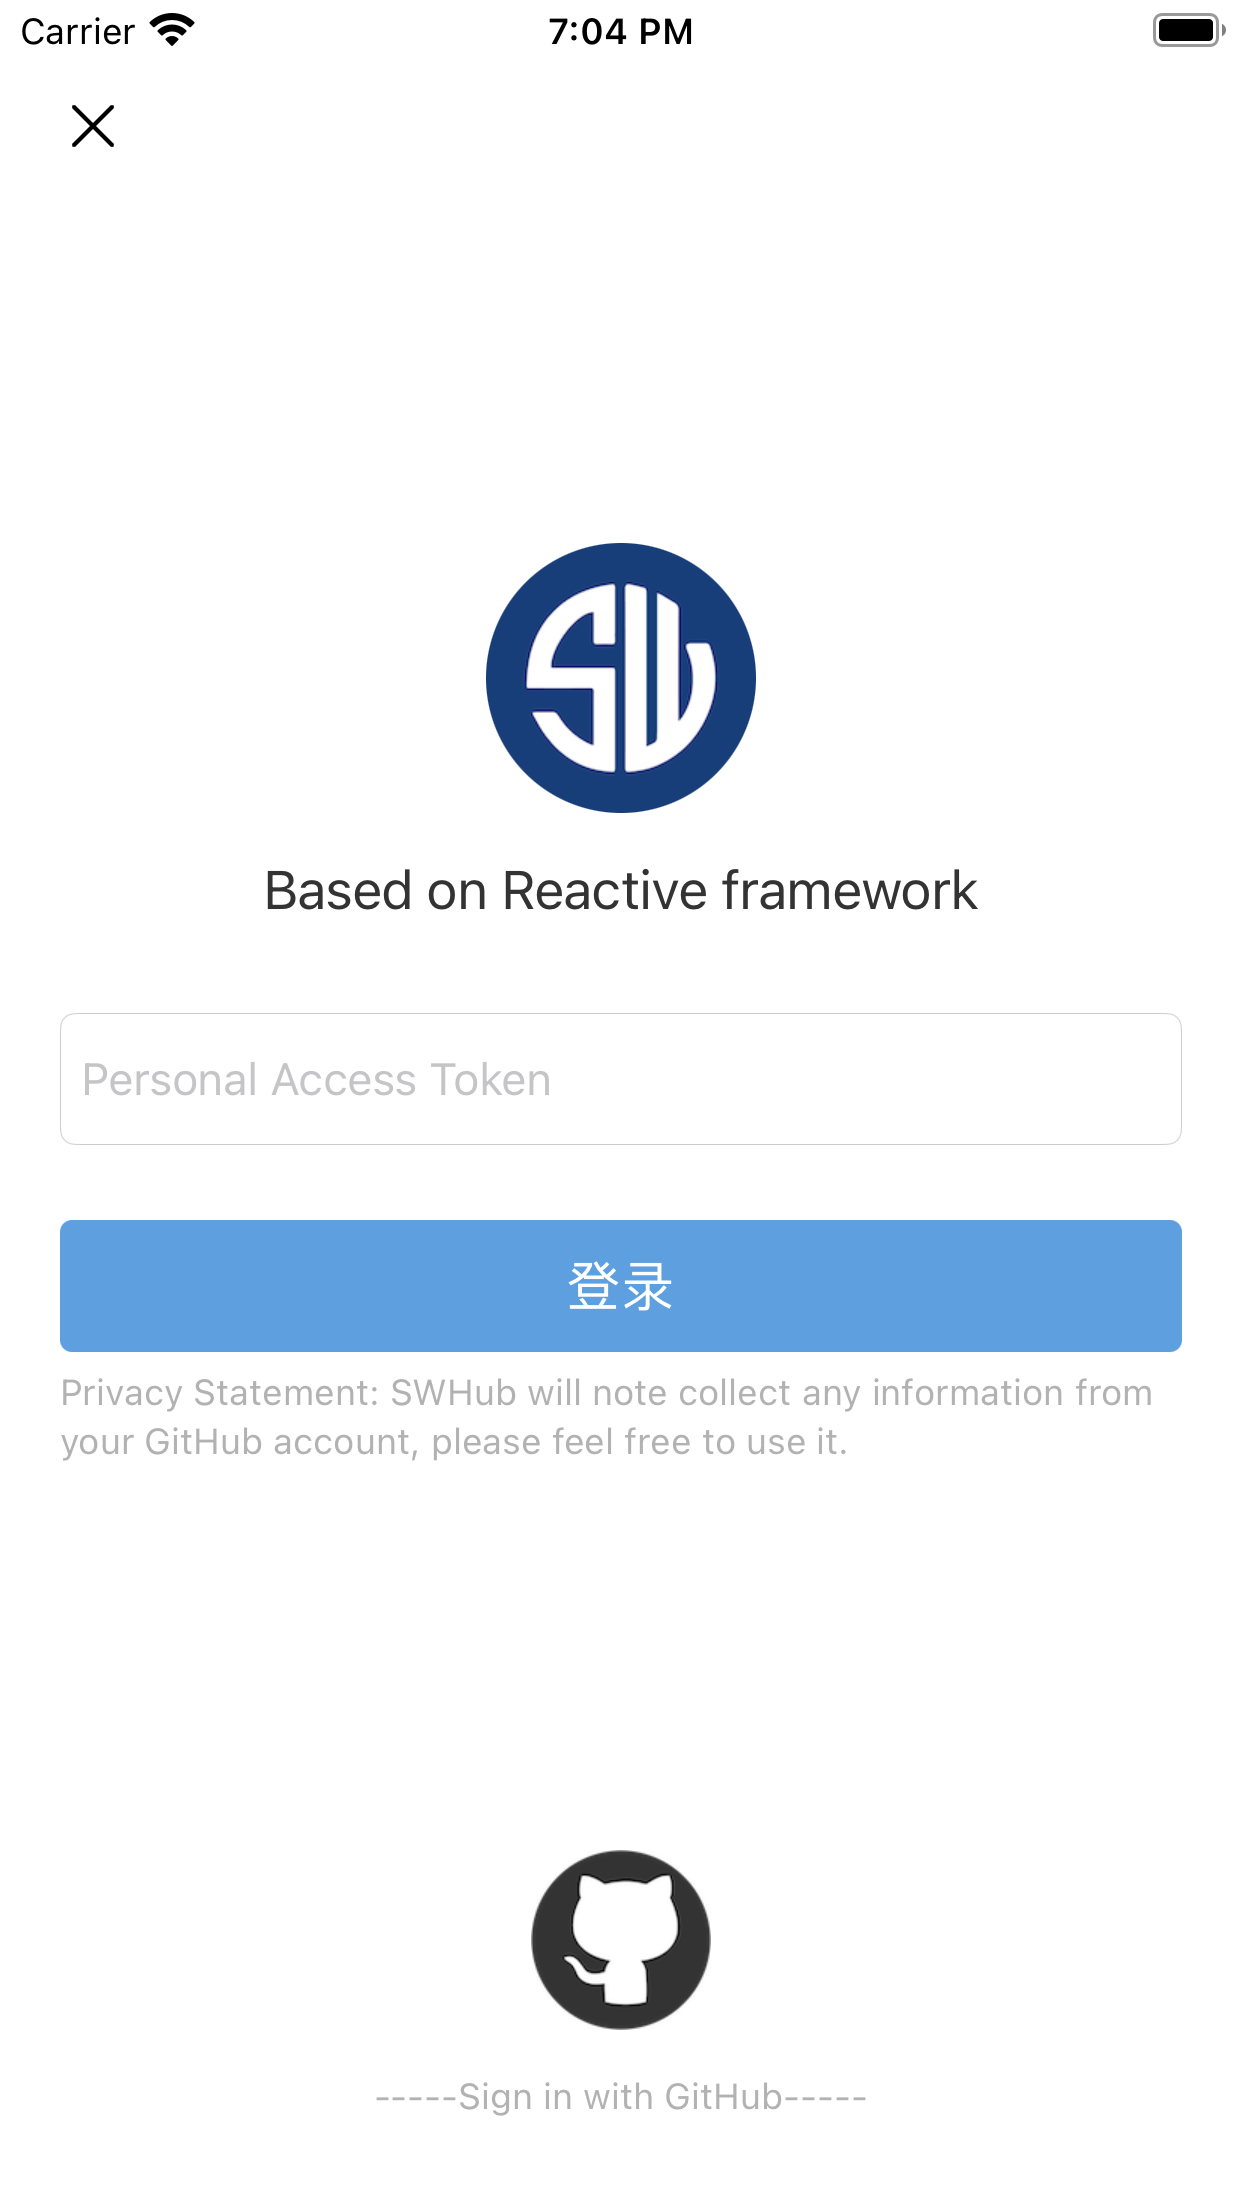 Carrier
7:04 PM
SW
Based on Reactive framework
Personal Access Token
登录
Privacy Statement: SWHub will note collect any information from
your GitHub account, please feel free to use it.
-----Sign in with GitHub-----